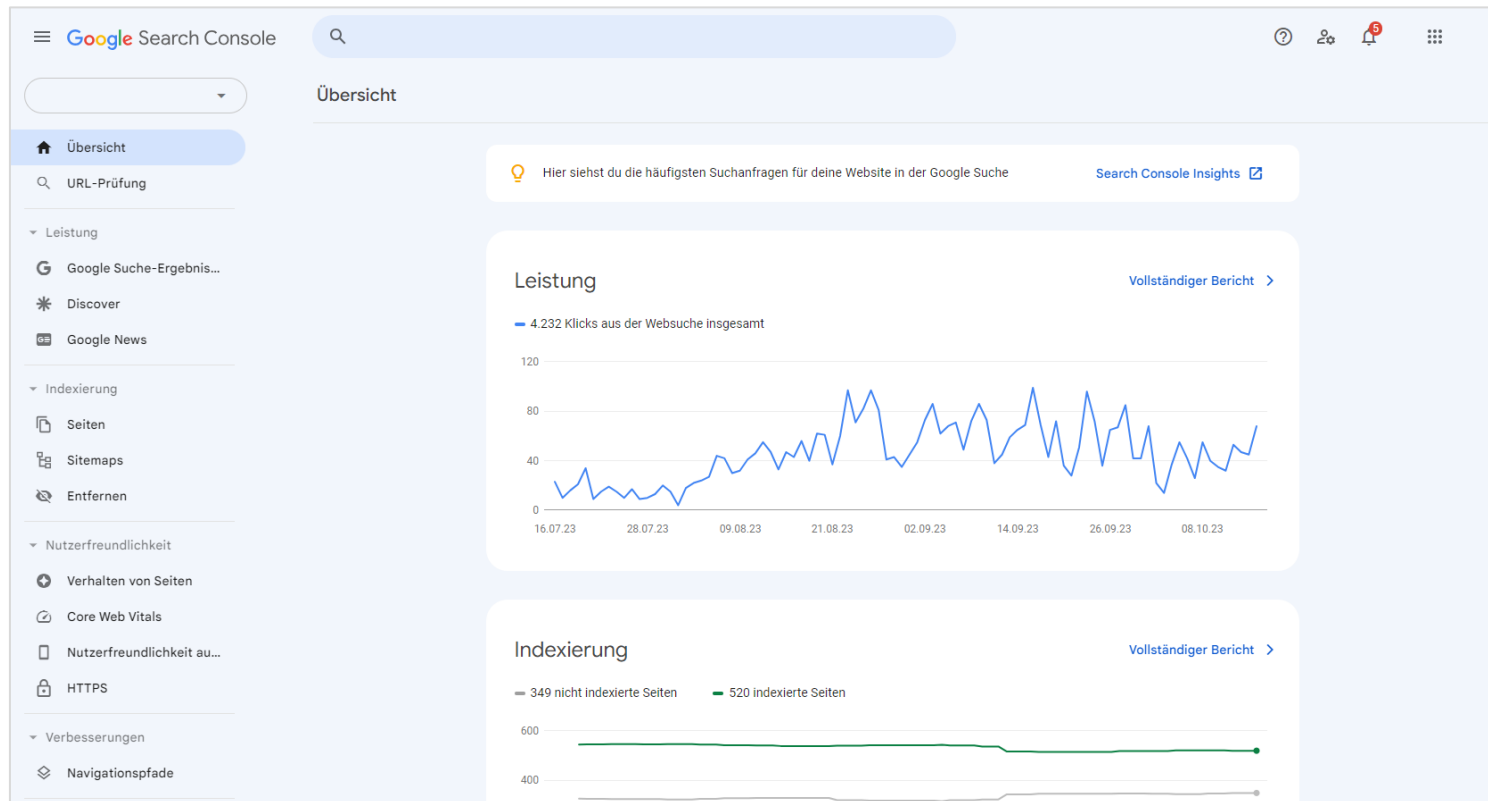 Google Search Console
5
Übersicht
Übersicht
URL-Prüfung
Leistung
Google Suche-Ergebnis...
Discover
Google News
Indexierung
Seiten
Sitemaps
Entfernen
Nutzerfreundlichkeit
Verhalten von Seiten
Core Web Vitals
Nutzerfreundlichkeit au...
HTTPS
Verbesserungen
Navigationspfade
Hier siehst du die häufigsten Suchanfragen für deine Website in der Google Suche
Search Console Insights
Leistung
Vollständiger Bericht
4.232 Klicks aus der Websuche insgesamt
120
80
40
0
16.07.23 28.07.23 09.08.23 21.08.23 02.09.23 14.09.23 26.09.23 08.10.23
Indexierung
Vollständiger Bericht
349 nicht indexierte Seiten 520 indexierte Seiten
600
400